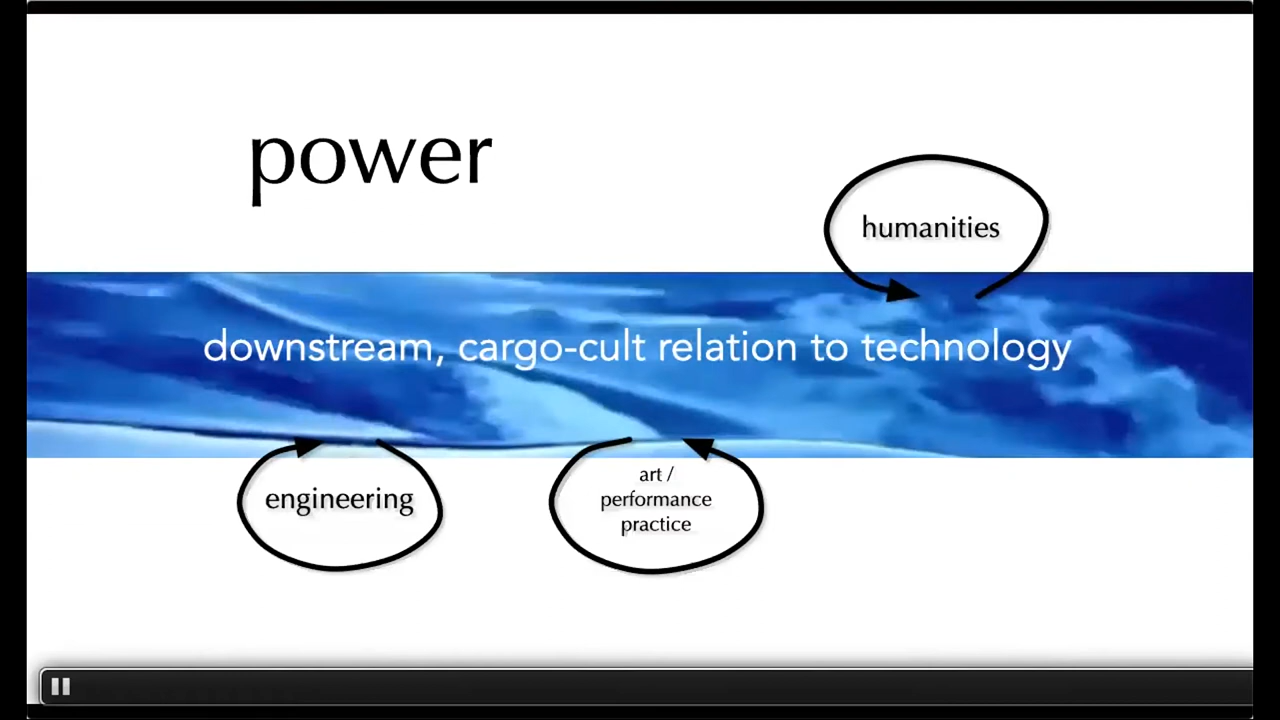 power
humanities
downstream, cargo-cult relation to technology
engineering
art /
performance
practice